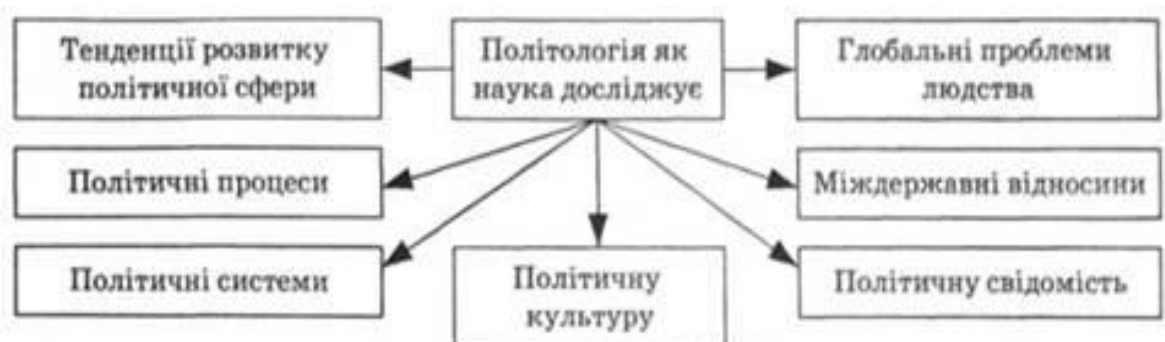 Тенденції розвитку
політичної сфери
Політологія як
наука досліджує
Глобальні проблеми
людства
Політичні процеси
Міждержавні відносини
Політичні системи
Політичну
культуру
Політичну свідомість